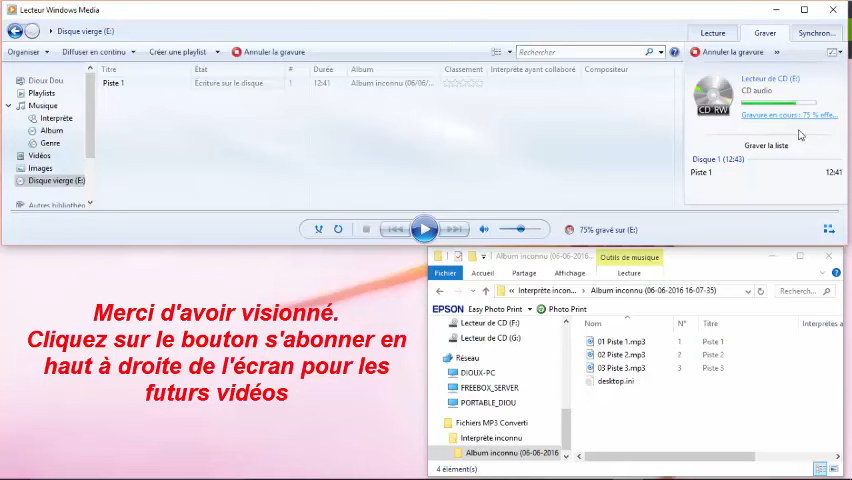 Lecteur Windows Media
Disque vierge (E:)
Lecture Graver Synchron...
Organiser Diffuser en continu Créer une playlist Annuler la gravure Rechercher Annuler la gravure »
Titre État # Durée Album Classement Interprète ayant collaboré Compositeur
Piste 1 Écriture sur le disque 1 12:41 Album inconnu (06/06/...
Dioux Dou
Playlists
Musique
Interprète
Album
Genre
Vidéos
Images
Disque vierge (E:)
Autres bibliothèn
Lecteur de CD (E:)
CD audio
CD RW
Gravure en cours : 75 % effe...
Graver la liste
Disque 1 (12:43)
Piste 1 12:41
75% gravé sur (E:)
Album inconnu (06-06-2016... Outils de musique
Fichier Accueil Partage Affichage Lecture
« Interprète incon... Album inconnu (06-06-2016 16-07-35) Recherch...
EPSON Easy Photo Print Photo Print
Lecteur de CD (F:)
Lecteur de CD (G:)
Réseau
DIOUX-PC
FREEBOX_SERVER
PORTABLE_DIOU
Fichiers MP3 Converti
Interprète inconnu
Album inconnu (06-06-2016
Nom N° Titre Interprètes a
01 Piste 1.mp3 1 Piste 1
02 Piste 2.mp3 2 Piste 2
03 Piste 3.mp3 3 Piste 3
desktop.ini
4 élément(s)
Merci d'avoir visionné.
Cliquez sur le bouton s'abonner en
haut à droite de l'écran pour les
futurs vidéos